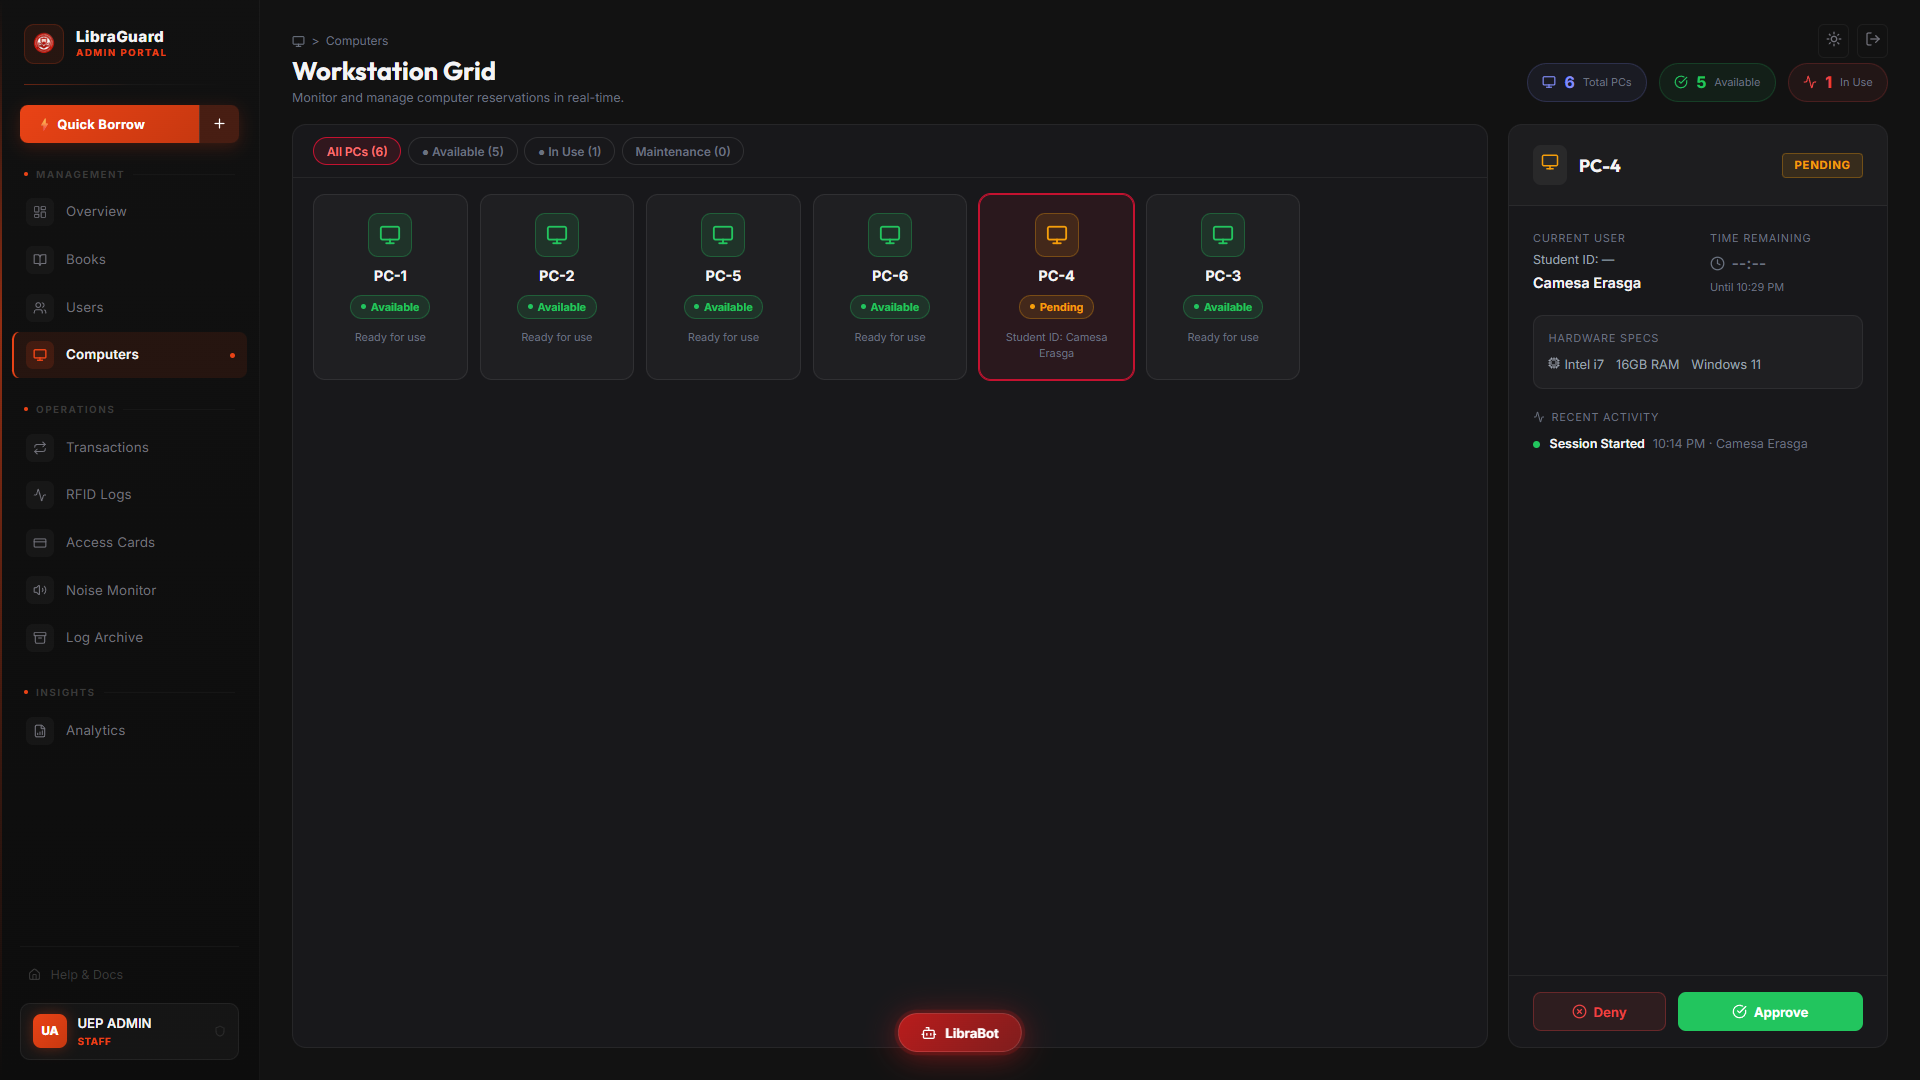 LibraGuard
ADMIN PORTAL
Quick Borrow +
MANAGEMENT
Overview
Books
Users
Computers
OPERATIONS
Transactions
RFID Logs
Access Cards
Noise Monitor
Log Archive
INSIGHTS
Analytics
Help & Docs
UA
UEP ADMIN
STAFF
> Computers
Workstation Grid
Monitor and manage computer reservations in real-time.
6 Total PCs
5 Available
1 In Use
All PCs (6)
● Available (5)
● In Use (1)
Maintenance (0)
PC-1
Available
Ready for use
PC-2
Available
Ready for use
PC-5
Available
Ready for use
PC-6
Available
Ready for use
PC-4
Pending
Student ID: Camesa
Erasga
PC-3
Available
Ready for use
LibraBot
PC-4
PENDING
CURRENT USER
Student ID: —
Camesa Erasga
TIME REMAINING
--:--
Until 10:29 PM
HARDWARE SPECS
Intel i7 16GB RAM Windows 11
RECENT ACTIVITY
Session Started 10:14 PM · Camesa Erasga
Deny
Approve